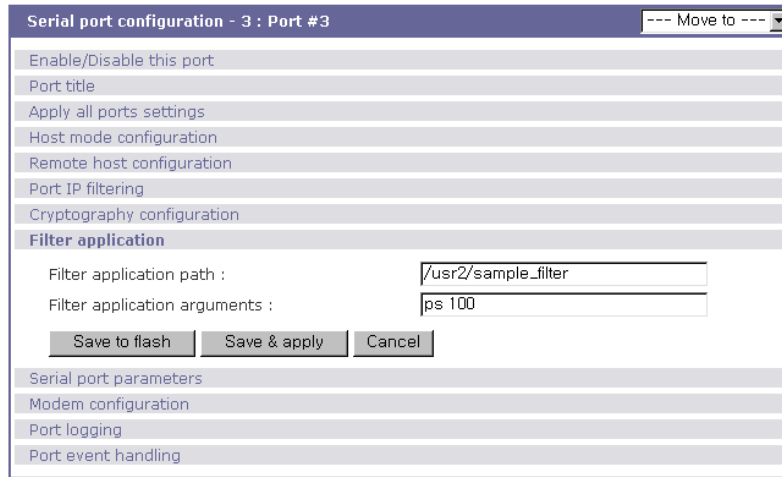 Serial port configuration - 3 : Port #3 --- Move to ---
Enable/Disable this port
Port title
Apply all ports settings
Host mode configuration
Remote host configuration
Port IP filtering
Cryptography configuration
Filter application
Filter application path : /usr2/sample_filter
Filter application arguments : ps 100
Save to flash Save & apply Cancel
Serial port parameters
Modem configuration
Port logging
Port event handling